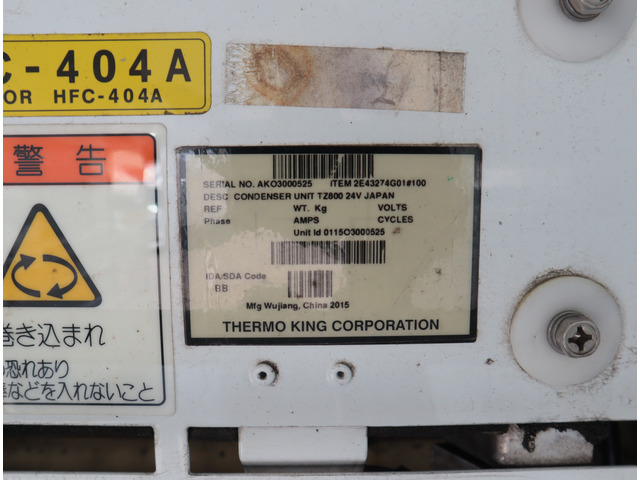 C-404A
OR HFC-404A
警告
巻き込まれ
恐れあり
などを入れないこと
SERIAL NO. AKO3000525 ITEM 2E43274G01#100
DESC CONDENSER UNIT TZ800 24V JAPAN
REF WT. Kg VOLTS
Phase AMPS CYCLES
Unit Id 0115O3000525
IDA/SDA Code
BB
Mfg Wujiang, China 2015
THERMO KING CORPORATION